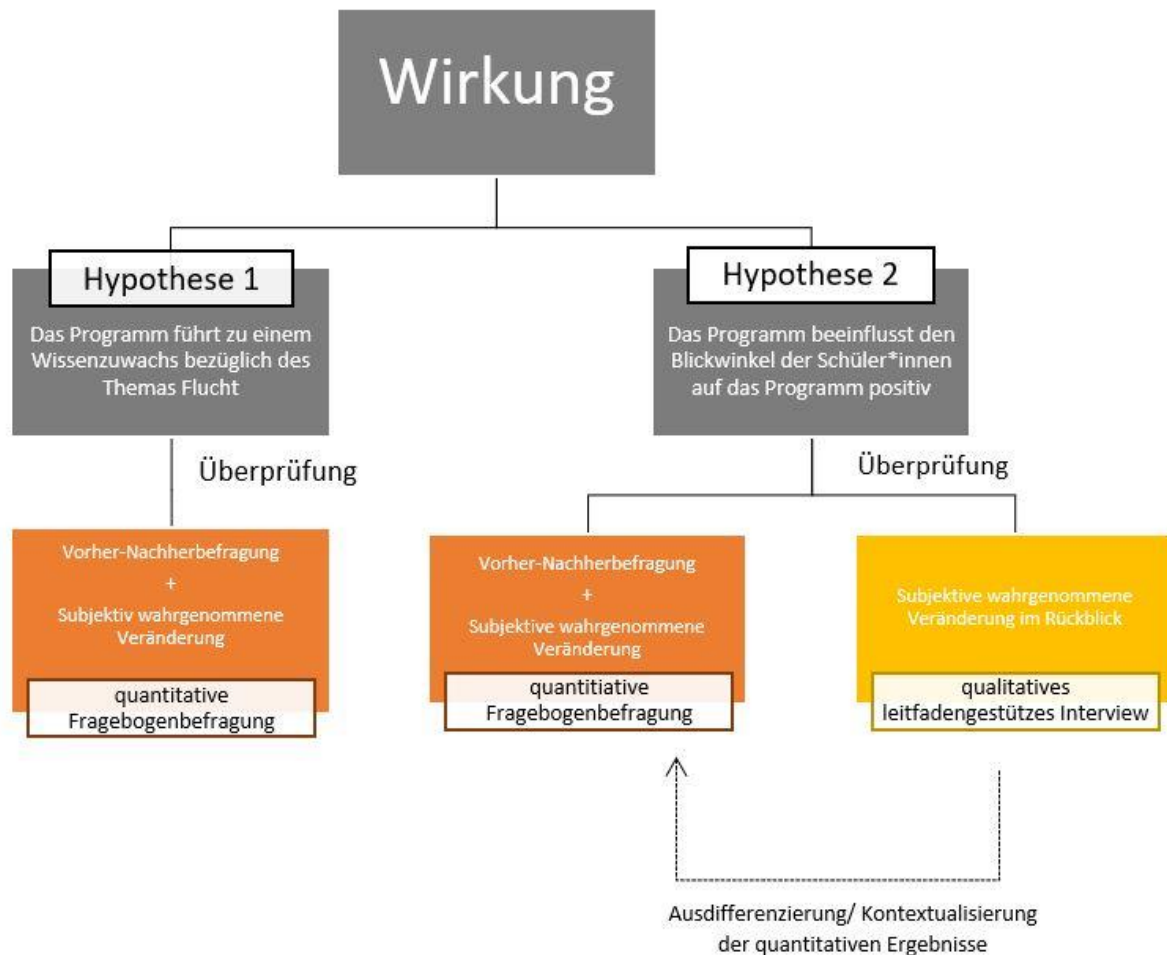 Wirkung
Hypothese 1
Das Programm führt zu einem
Wissenzuwachs bezüglich des
Themas Flucht
Hypothese 2
Das Programm beeinflusst den
Blickwinkel der Schüler*innen
auf das Programm positiv
Überprüfung
Überprüfung
Vorher-Nachherbefragung
+
Subjektiv wahrgenommene
Veränderung
quantitative
Fragebogenbefragung
Vorher-Nachherbefragung
+
Subjektive wahrgenommene
Veränderung
quantitiative
Fragebogenbefragung
Subjektive wahrgenommene
Veränderung im Rückblick
qualitatives
leitfadengestützes Interview
Ausdifferenzierung/ Kontextualisierung
der quantitativen Ergebnisse